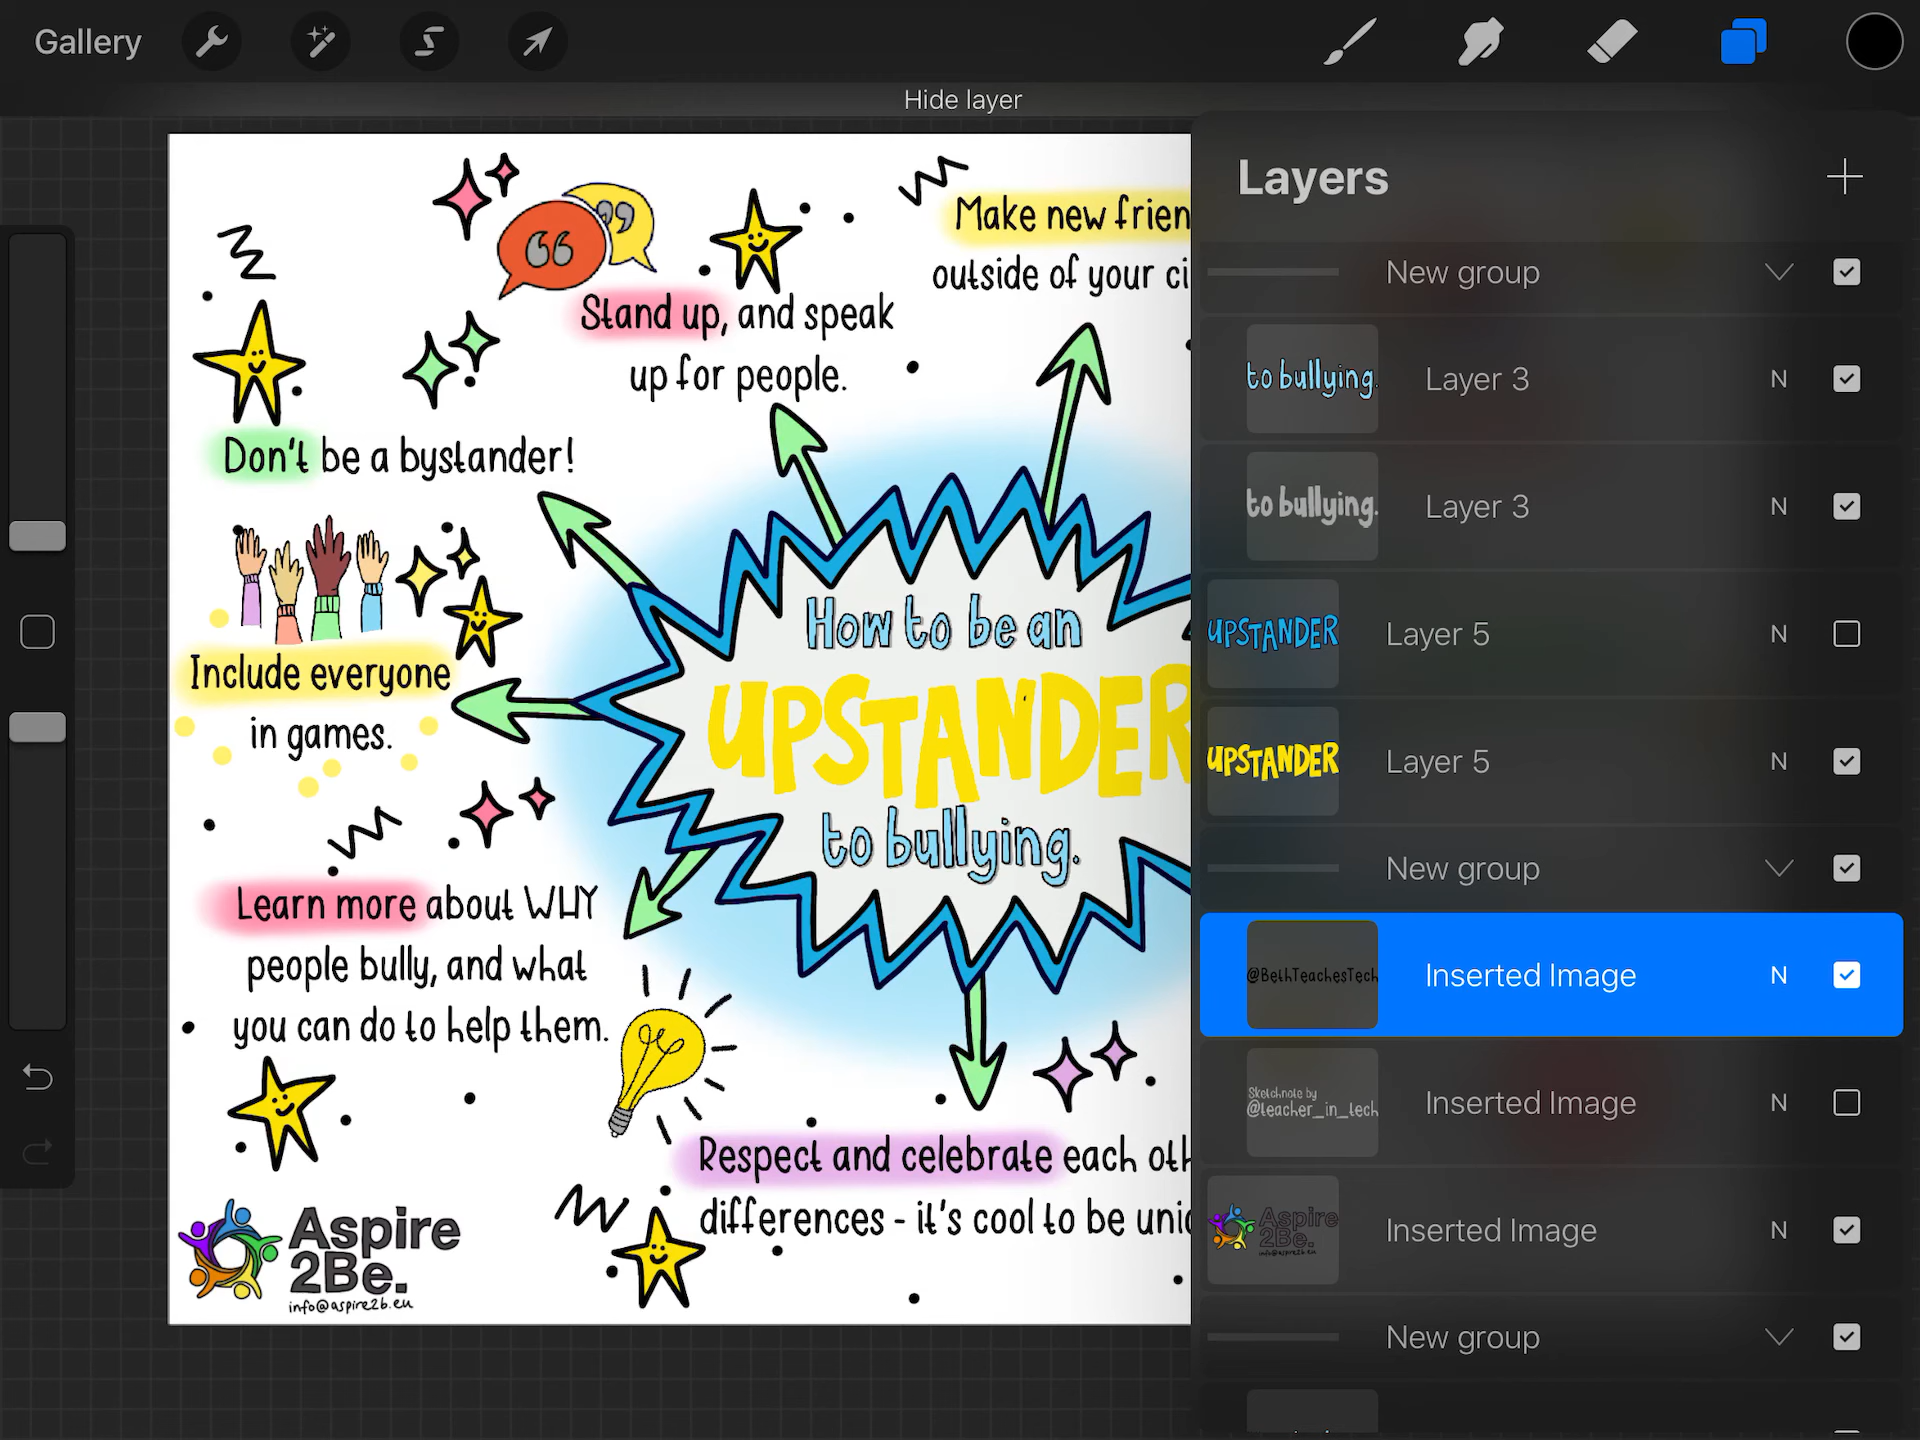 Gallery
Hide layer
Make new frien
outside of your ci
Stand up, and speak
up for people.
Don't be a bystander!
Include everyone
in games.
How to be an
UPSTANDER
to bullying.
Learn more about WHY
people bully, and what
you can do to help them.
Respect and celebrate each oth
differences - it's cool to be uni
Aspire
2Be.
info@aspire2b.eu
Layers
New group
to bullying.
Layer 3
N
to bullying.
Layer 3
N
UPSTANDER
Layer 5
N
UPSTANDER
Layer 5
N
New group
@BethTeachesTech
Inserted Image
N
Sketchnote by
@teacher_in_tech
Inserted Image
N
Aspire
2Be.
info@aspire2b.eu
Inserted Image
N
New group